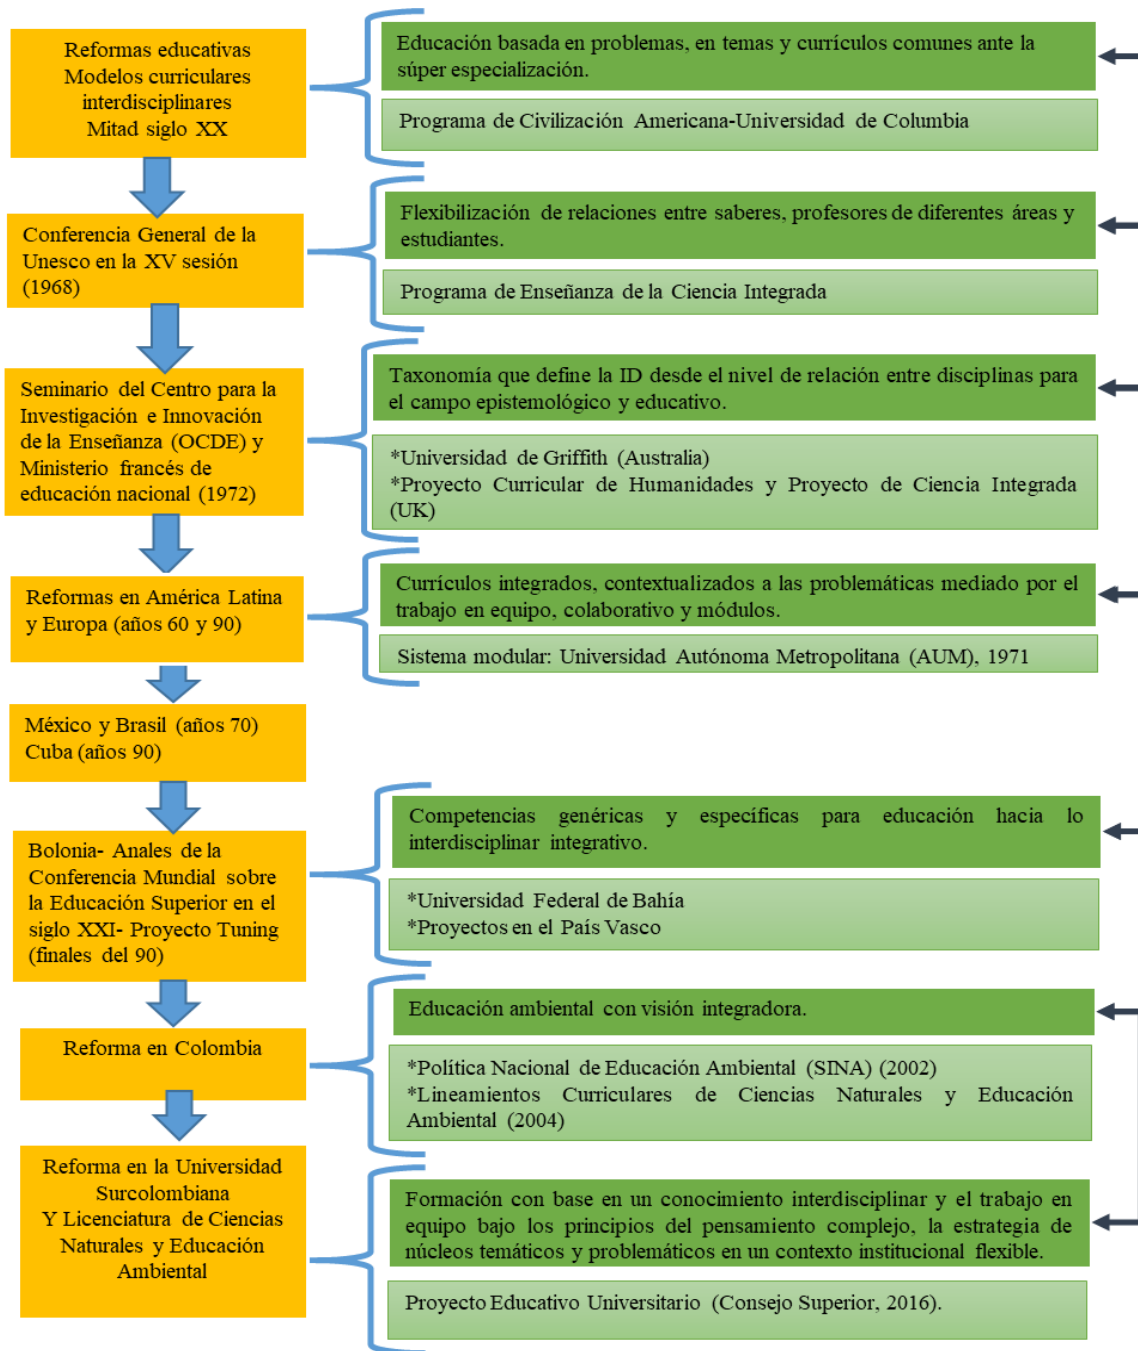 Reformas educativas
Modelos curriculares
interdisciplinares
Mitad siglo XX
Educación basada en problemas, en temas y currículos comunes ante la
súper especialización.
Programa de Civilización Americana-Universidad de Columbia
Conferencia General de la
Unesco en la XV sesión
(1968)
Flexibilización de relaciones entre saberes, profesores de diferentes áreas y
estudiantes.
Programa de Enseñanza de la Ciencia Integrada
Seminario del Centro para la
Investigación e Innovación
de la Enseñanza (OCDE) y
Ministerio francés de
educación nacional (1972)
Taxonomía que define la ID desde el nivel de relación entre disciplinas para
el campo epistemológico y educativo.
*Universidad de Griffith (Australia)
*Proyecto Curricular de Humanidades y Proyecto de Ciencia Integrada
(UK)
Reformas en América Latina
y Europa (años 60 y 90)
Currículos integrados, contextualizados a las problemáticas mediado por el
trabajo en equipo, colaborativo y módulos.
Sistema modular: Universidad Autónoma Metropolitana (AUM), 1971
México y Brasil (años 70)
Cuba (años 90)
Bolonia- Anales de la
Conferencia Mundial sobre
la Educación Superior en el
siglo XXI- Proyecto Tuning
(finales del 90)
Competencias genéricas y específicas para educación hacia lo
interdisciplinar integrativo.
*Universidad Federal de Bahía
*Proyectos en el País Vasco
Reforma en Colombia
Educación ambiental con visión integradora.
*Política Nacional de Educación Ambiental (SINA) (2002)
*Lineamientos Curriculares de Ciencias Naturales y Educación
Ambiental (2004)
Reforma en la Universidad
Surcolombiana
Y Licenciatura de Ciencias
Naturales y Educación
Ambiental
Formación con base en un conocimiento interdisciplinar y el trabajo en
equipo bajo los principios del pensamiento complejo, la estrategia de
núcleos temáticos y problemáticos en un contexto institucional flexible.
Proyecto Educativo Universitario (Consejo Superior, 2016).